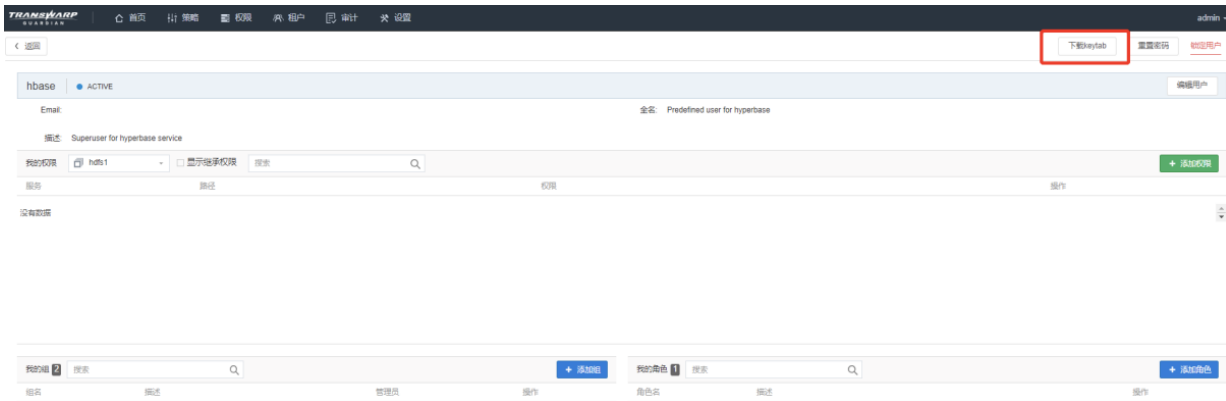 TRANSWARP GUARDIAN 首页 策略 权限 租户 审计 设置 admin
返回 下载keytab 重置密码 锁定用户
hbase ACTIVE 编辑用户
Email: 全名: Predefined user for hyperbase
描述: Superuser for hyperbase service
我的权限 hdfs1 显示继承权限 搜索 + 添加权限
服务 路径 权限 操作
没有数据
我的组 2 搜索 + 添加组 我的角色 1 搜索 + 添加角色
组名 描述 管理员 操作 角色名 描述 操作